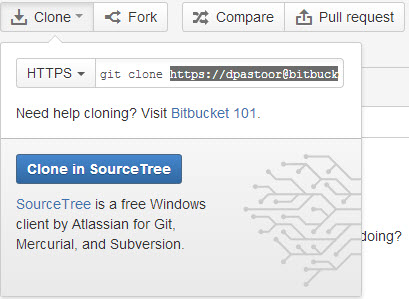 Clone Fork Compare Pull request
HTTPS git clone https://dpastoor@bitbuck
Need help cloning? Visit Bitbucket 101.
Clone in SourceTree
SourceTree is a free Windows
client by Atlassian for Git,
Mercurial, and Subversion.
doing?